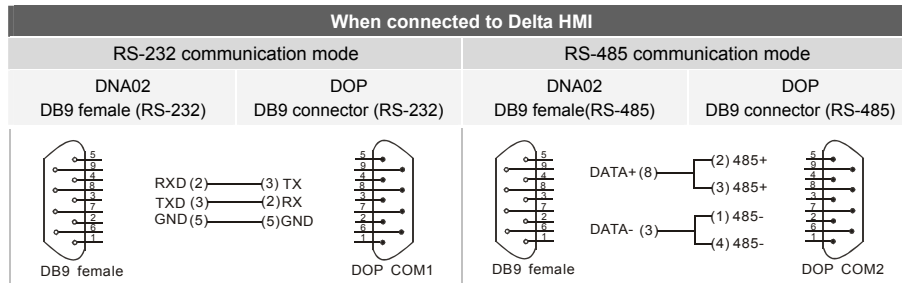 When connected to Delta HMI
RS-232 communication mode
RS-485 communication mode
DNA02
DB9 female (RS-232)
DOP
DB9 connector (RS-232)
DNA02
DB9 female(RS-485)
DOP
DB9 connector (RS-485)
5
9
4
8
3
7
2
6
1
DB9 female
RXD (2) (3) TX
TXD (3) (2)RX
GND(5) (5)GND
5
9
4
8
3
7
2
6
1
DOP COM1
5
9
4
8
3
7
2
6
1
DB9 female
DATA+(8)
(2) 485+
(3) 485+
DATA- (3)
(1) 485-
(4) 485-
5
9
4
8
3
7
2
6
1
DOP COM2